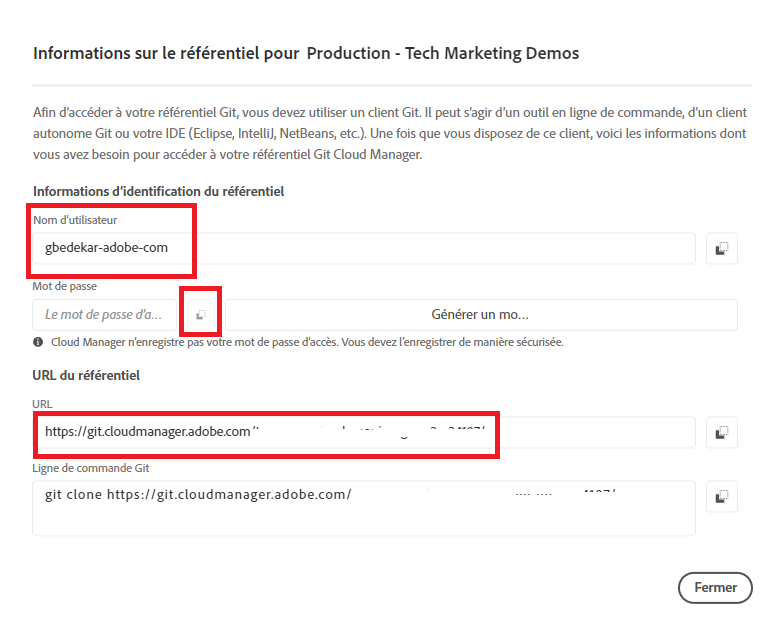 Informations sur le référentiel pour Production - Tech Marketing Demos
Afin d'accéder à votre référentiel Git, vous devez utiliser un client Git. Il peut s'agir d'un outil en ligne de commande, d'un client
autonome Git ou votre IDE (Eclipse, IntelliJ, NetBeans, etc.). Une fois que vous disposez de ce client, voici les informations dont
vous avez besoin pour accéder à votre référentiel Git Cloud Manager.
Informations d'identification du référentiel
Nom d'utilisateur
gbedekar-adobe-com
Mot de passe
Le mot de passe d'a...
Générer un mo...
Cloud Manager n'enregistre pas votre mot de passe d'accès. Vous devez l'enregistrer de manière sécurisée.
URL du référentiel
URL
https://git.cloudmanager.adobe.com/
Ligne de commande Git
git clone https://git.cloudmanager.adobe.com/
Fermer